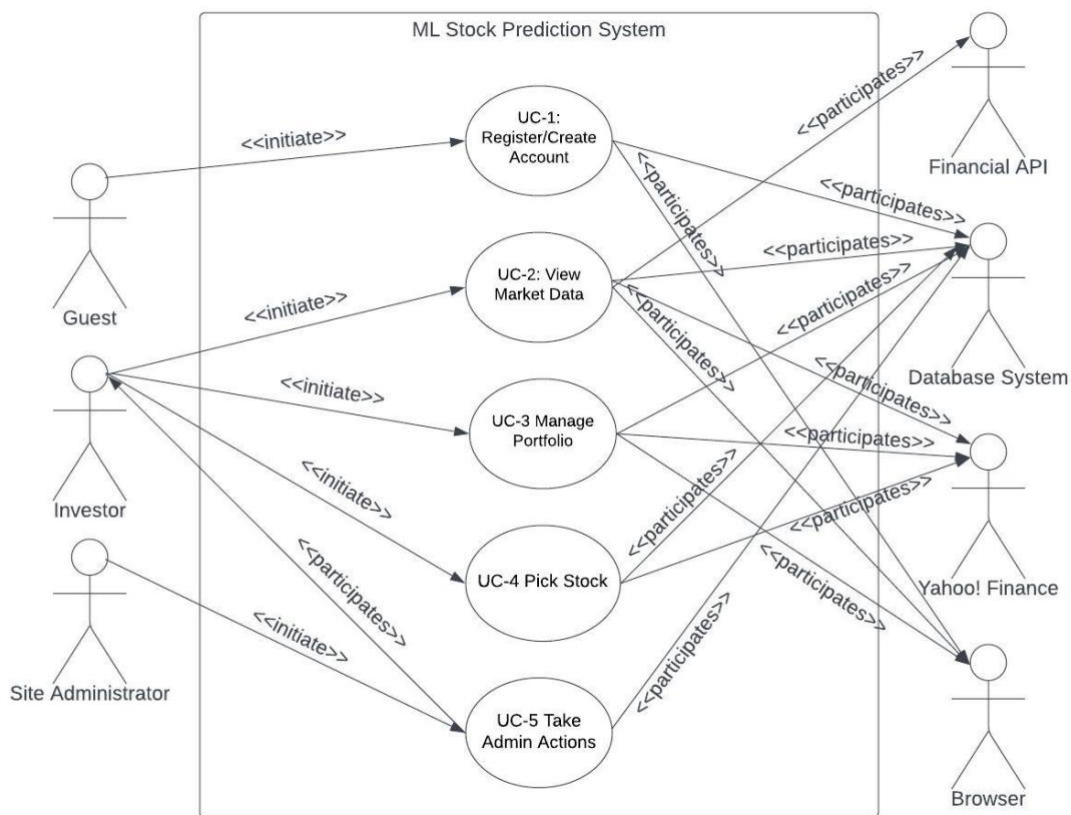 ML Stock Prediction System
UC-1:
Register/Create
Account
<<initiate>>
<<participates>>
Financial API
<<participates>>
<<participates>>
Guest
UC-2: View
Market Data
<<initiate>>
<<participates>>
<<participates>>
<<participates>>
<<participates>>
Database System
Investor
UC-3 Manage
Portfolio
<<initiate>>
<<participates>>
<<participates>>
<<participates>>
UC-4 Pick Stock
<<initiate>>
<<participates>>
<<participates>>
Yahoo! Finance
Site Administrator
UC-5 Take
Admin Actions
<<participates>>
<<initiate>>
<<participates>>
Browser